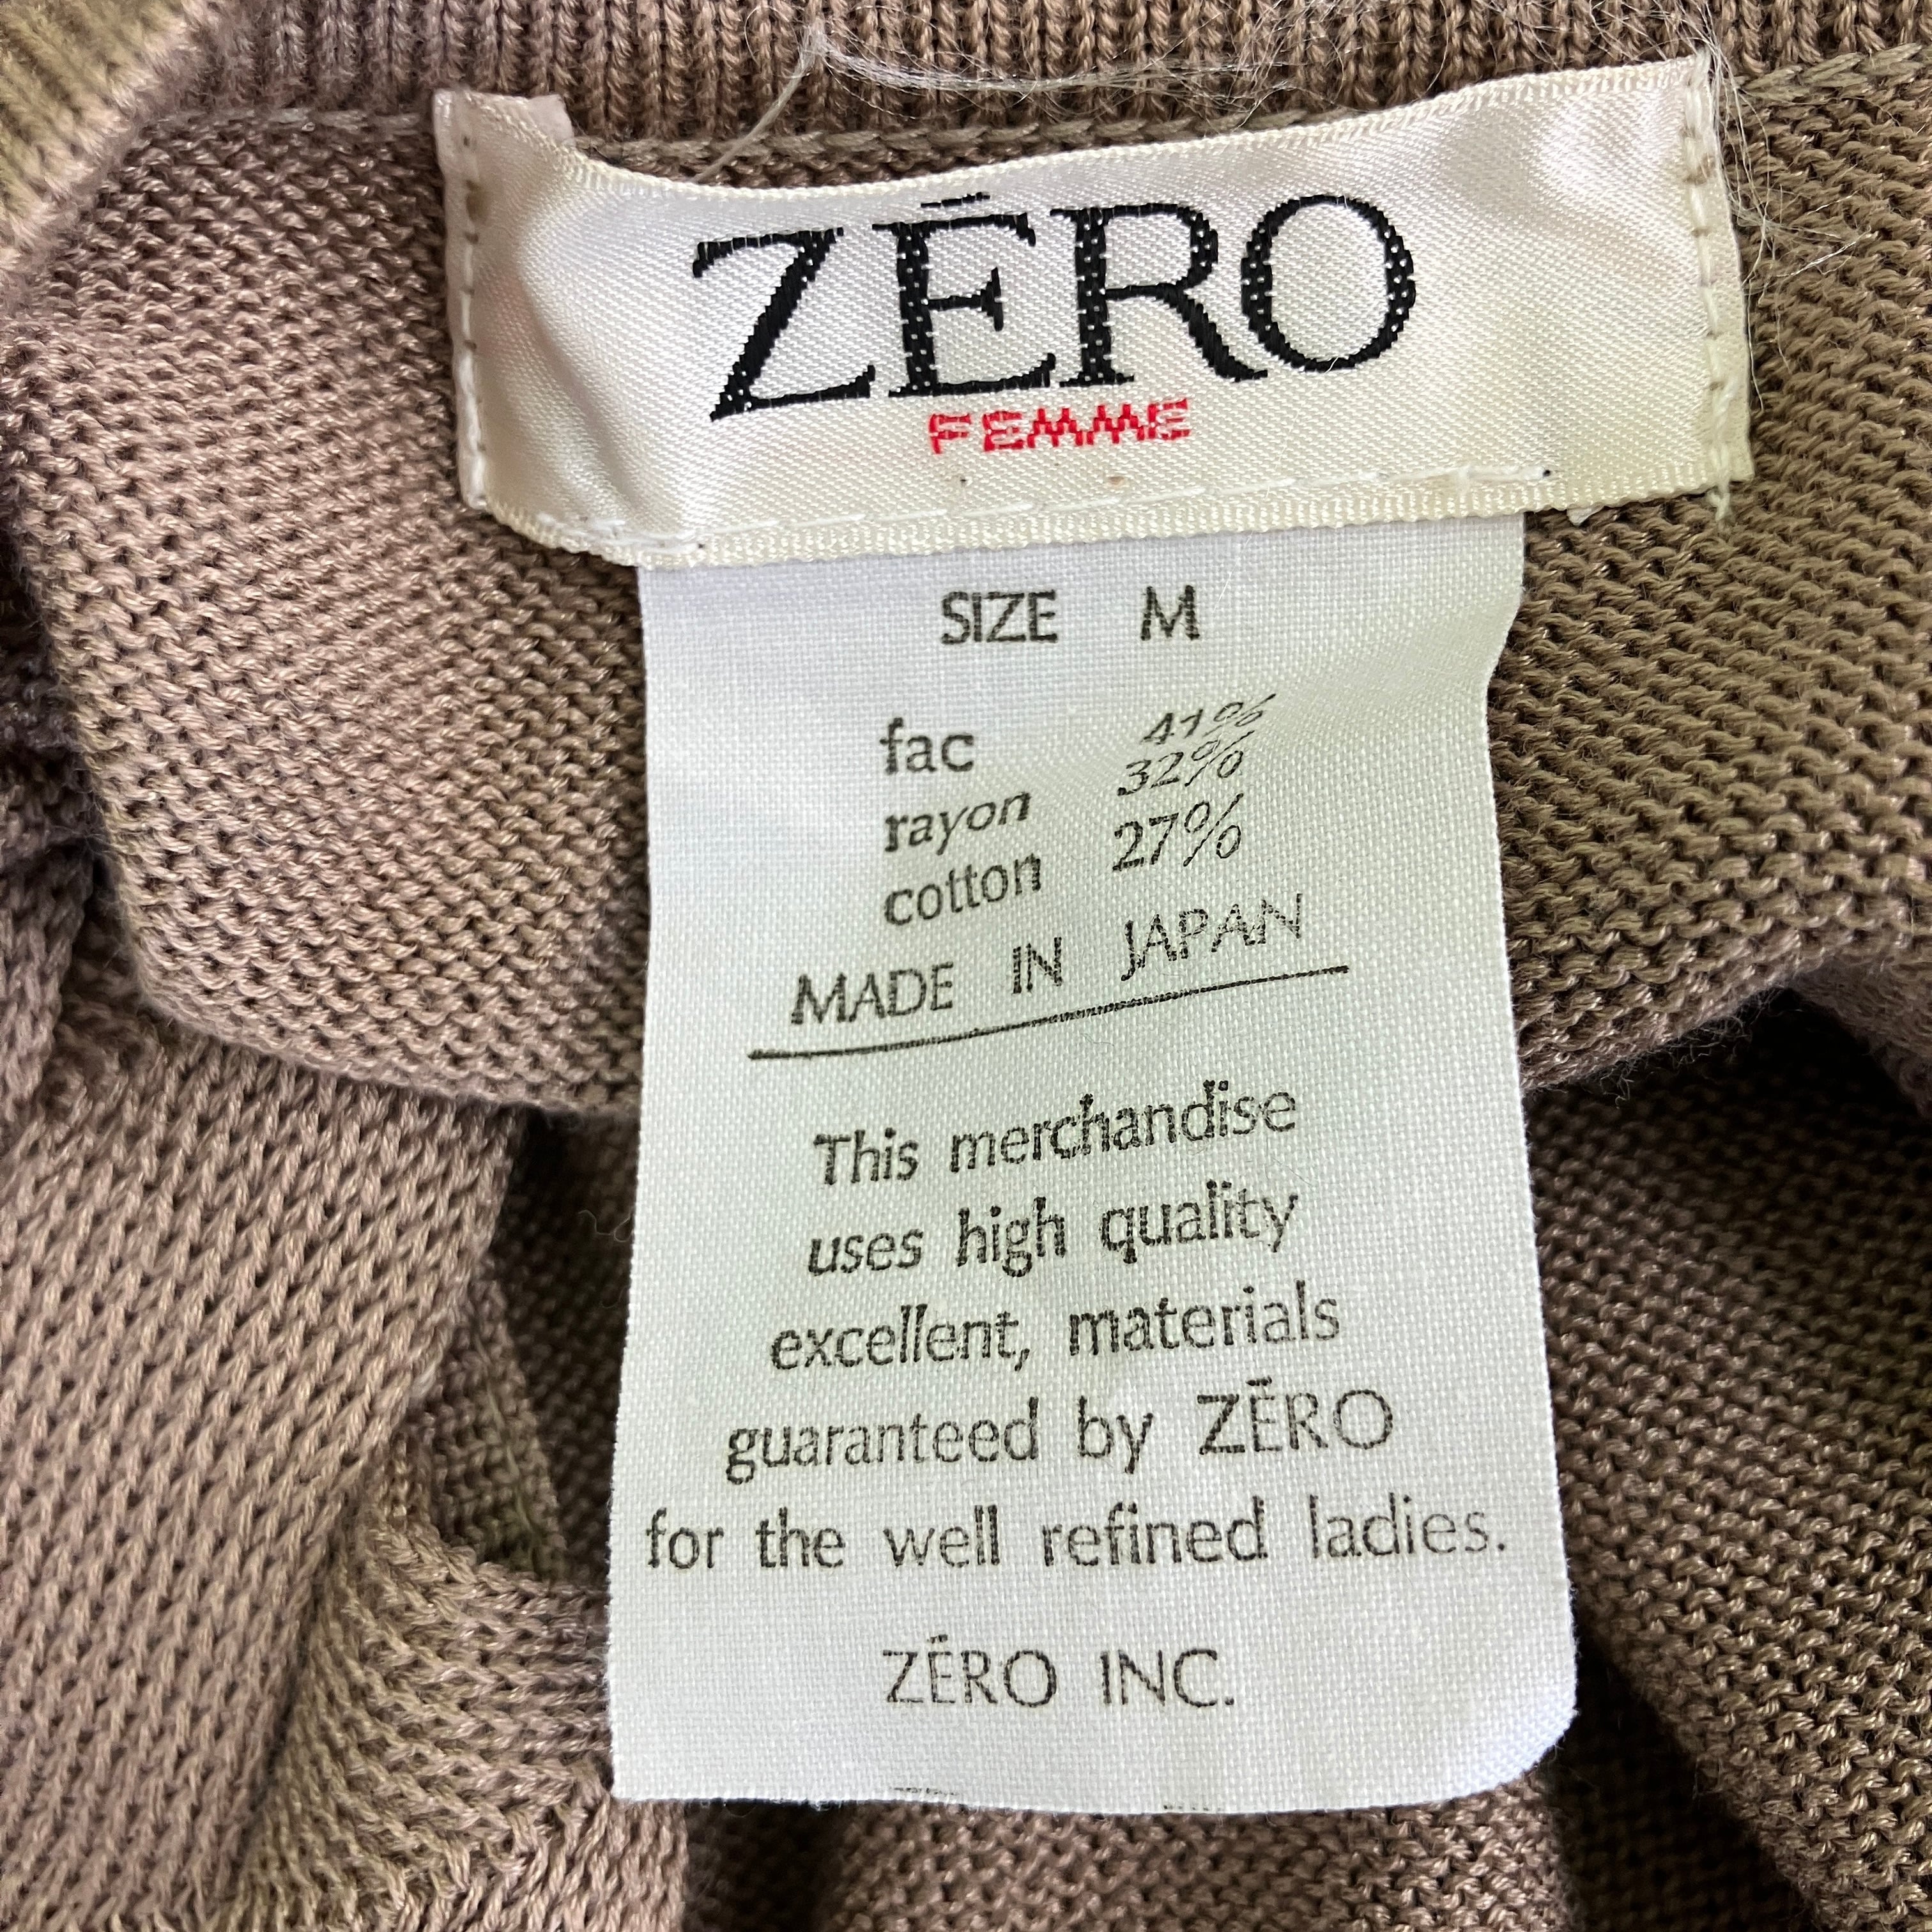 ZĒRO
FEMME
SIZE M
fac 41%
rayon 32%
cotton 27%
MADE IN JAPAN
This merchandise
uses high quality
excellent, materials
guaranteed by ZĒRO
for the well refined ladies.
ZĒRO INC.